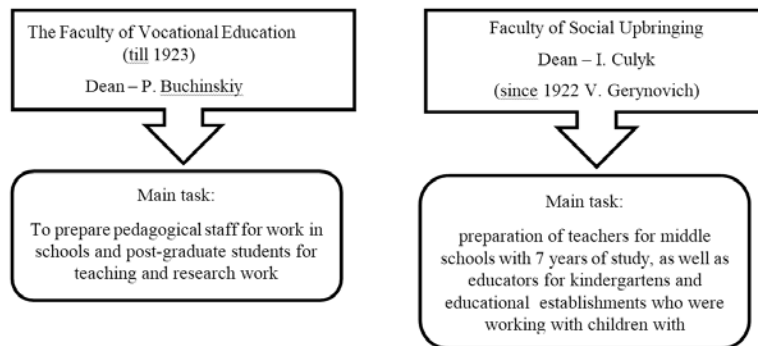 The Faculty of Vocational Education
(till 1923)
Dean – P. Buchinskiy
Main task:
To prepare pedagogical staff for work in
schools and post-graduate students for
teaching and research work
Faculty of Social Upbringing
Dean – I. Culyk
(since 1922 V. Gerynovich)
Main task:
preparation of teachers for middle
schools with 7 years of study, as well as
educators for kindergartens and
educational establishments who were
working with children with